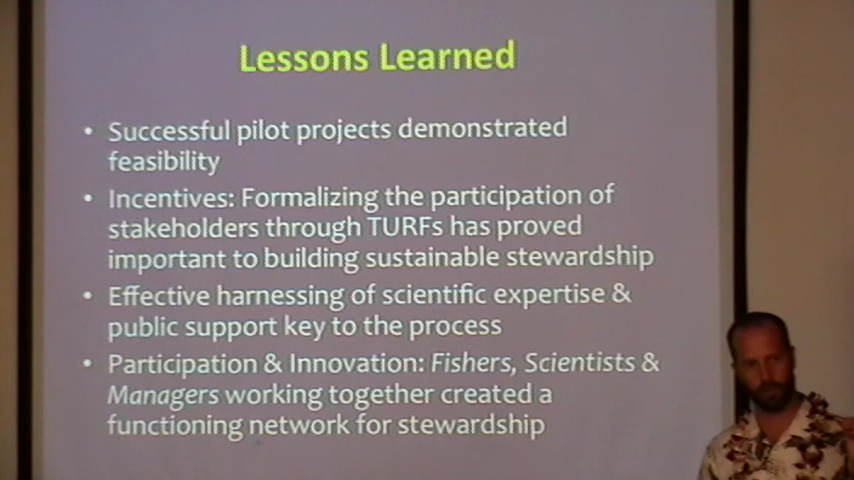 Lessons Learned
• Successful pilot projects demonstrated
feasibility
• Incentives: Formalizing the participation of
stakeholders through TURFs has proved
important to building sustainable stewardship
• Effective harnessing of scientific expertise &
public support key to the process
• Participation & Innovation: Fishers, Scientists &
Managers working together created a
functioning network for stewardship